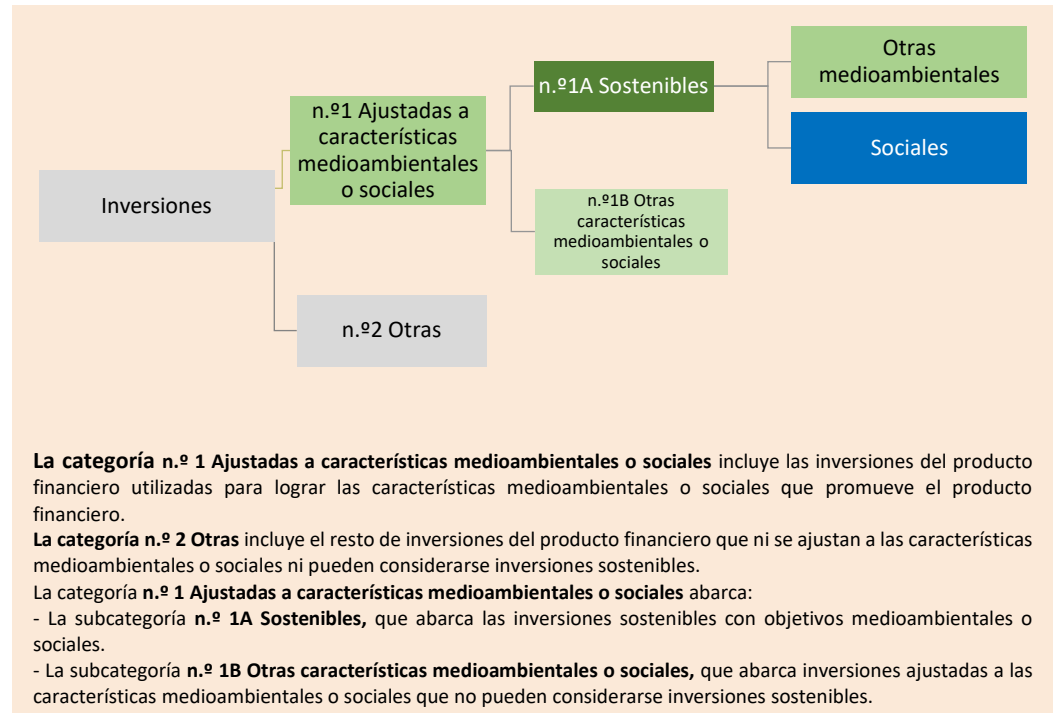 Inversiones
n.º1 Ajustadas a
características
medioambientales
o sociales
n.º2 Otras
n.º1A Sostenibles
n.º1B Otras
características
medioambientales o
sociales
Otras
medioambientales
Sociales
La categoría n.º 1 Ajustadas a características medioambientales o sociales incluye las inversiones del producto
financiero utilizadas para lograr las características medioambientales o sociales que promueve el producto
financiero.
La categoría n.º 2 Otras incluye el resto de inversiones del producto financiero que ni se ajustan a las características
medioambientales o sociales ni pueden considerarse inversiones sostenibles.
La categoría n.º 1 Ajustadas a características medioambientales o sociales abarca:
- La subcategoría n.º 1A Sostenibles, que abarca las inversiones sostenibles con objetivos medioambientales o
sociales.
- La subcategoría n.º 1B Otras características medioambientales o sociales, que abarca inversiones ajustadas a las
características medioambientales o sociales que no pueden considerarse inversiones sostenibles.